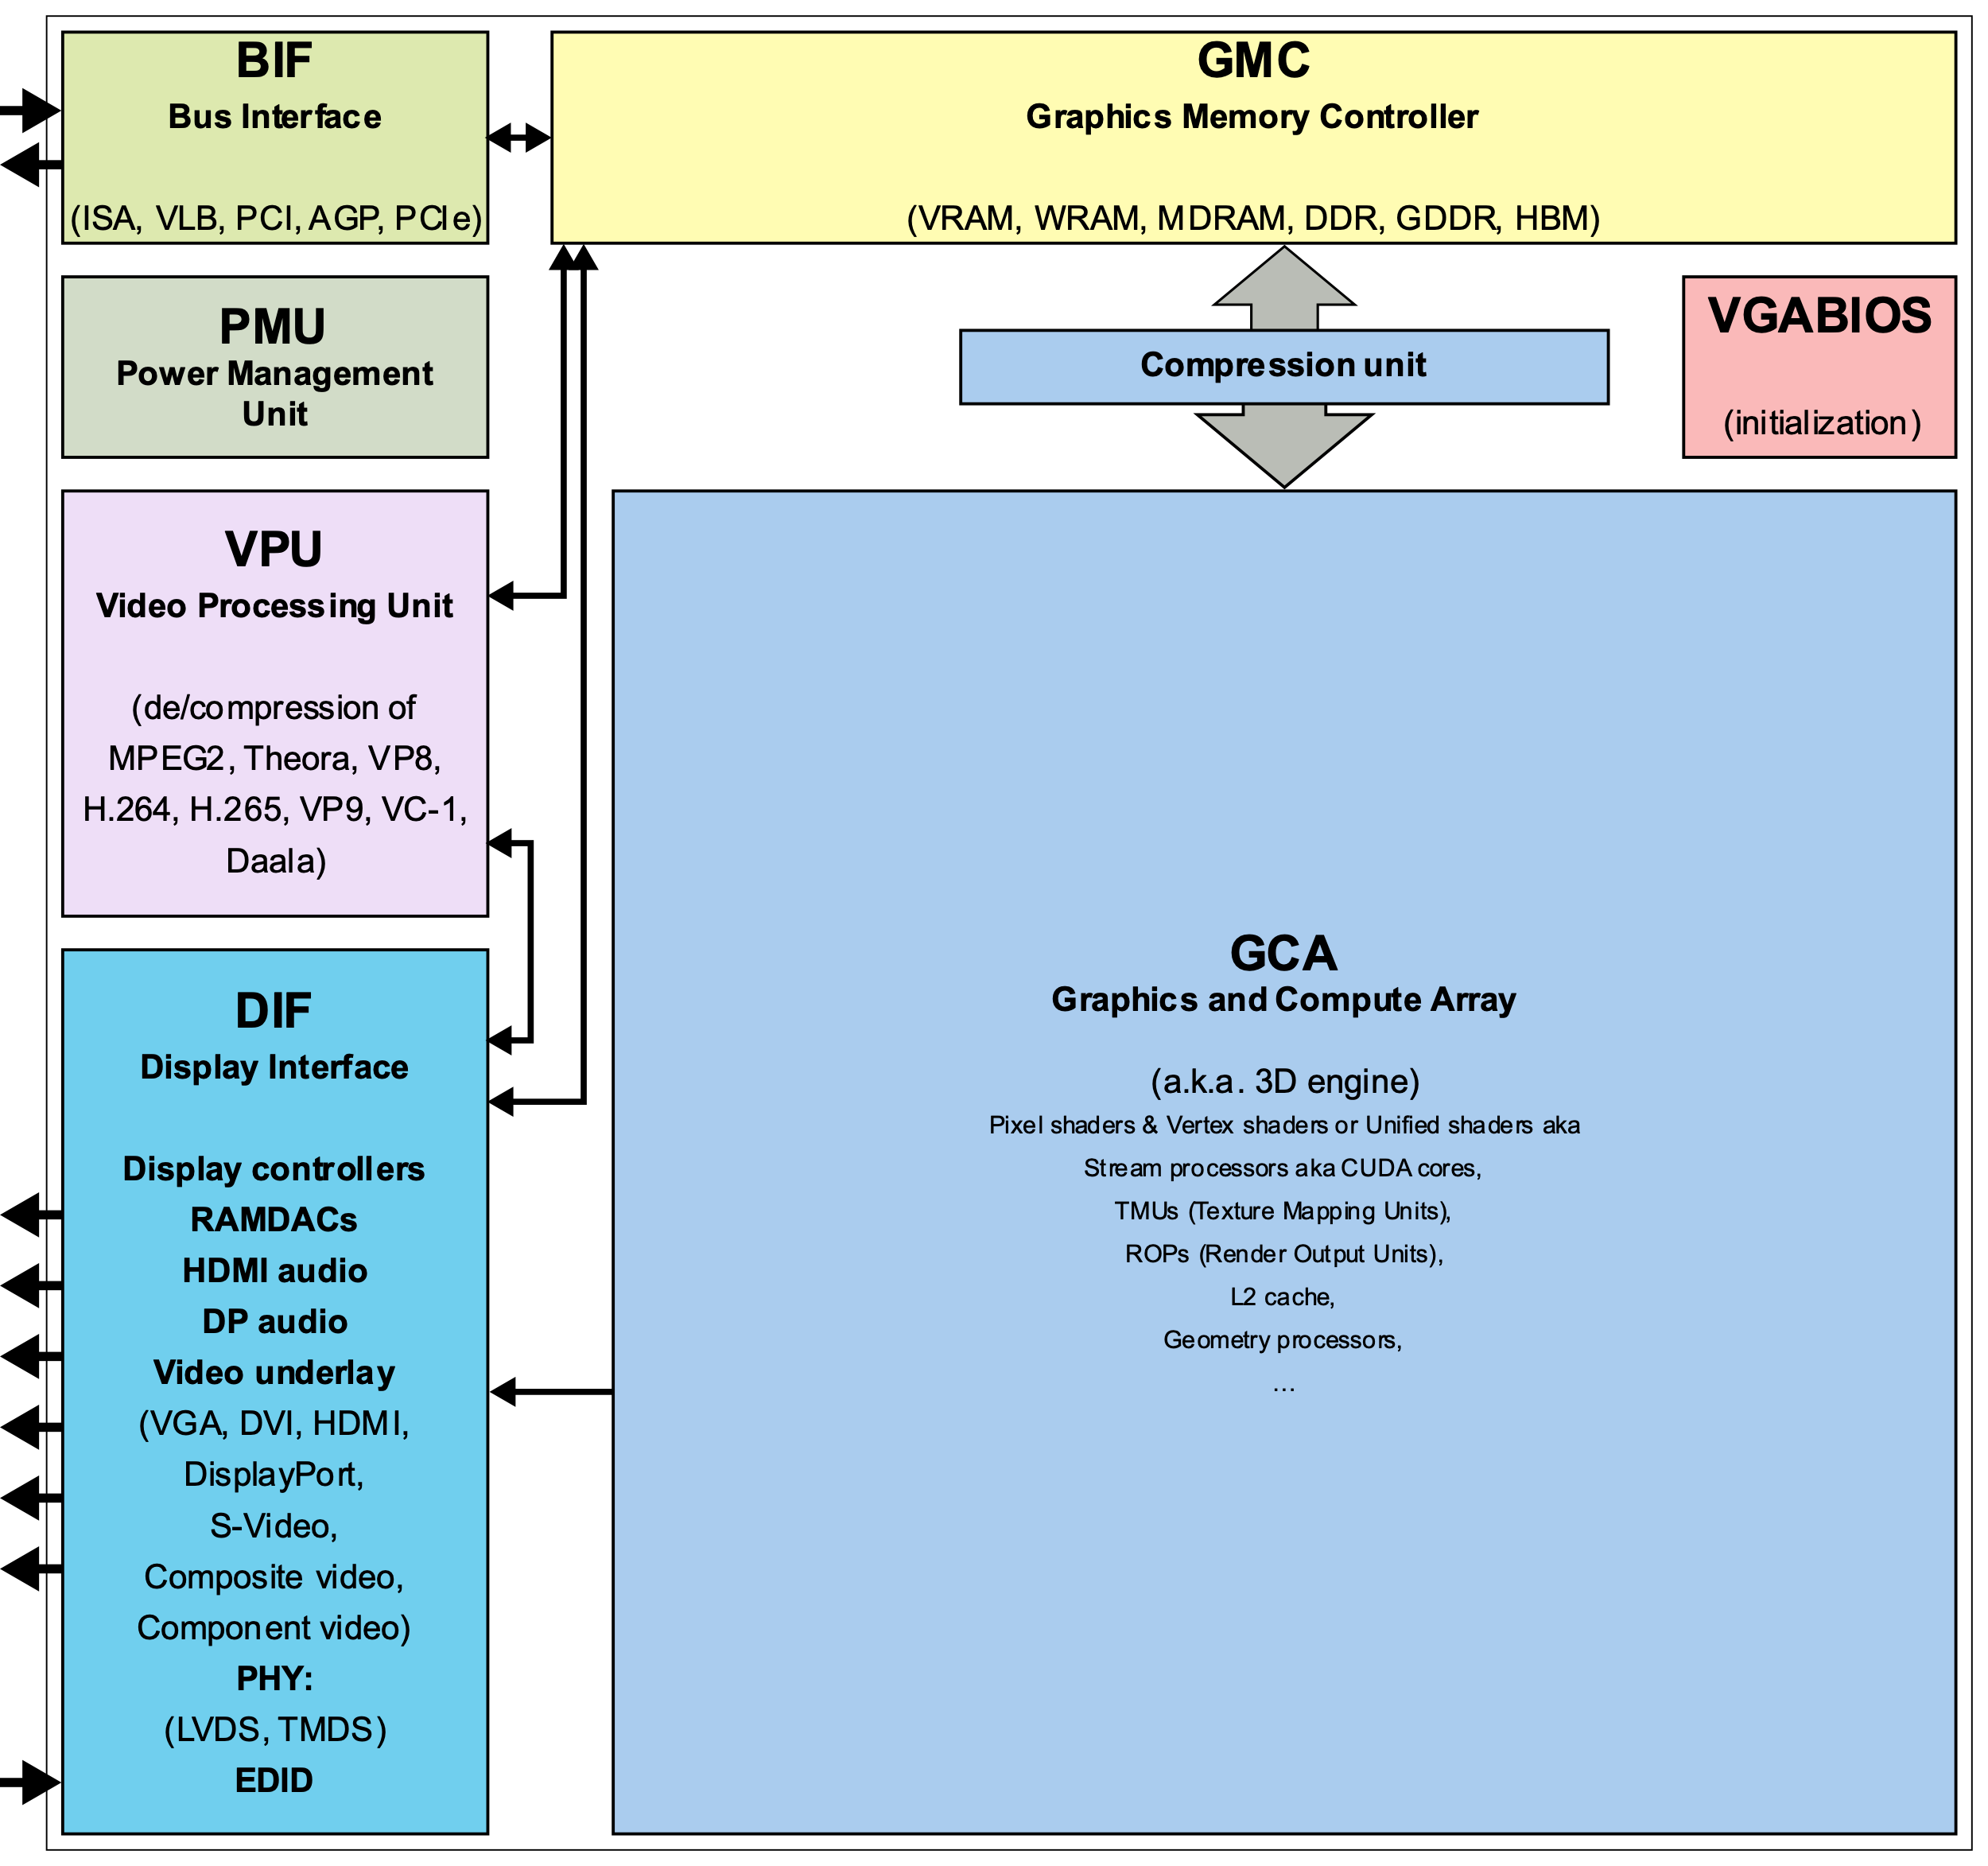 BIF
Bus Interface
(ISA, VLB, PCI, AGP, PCIe)
GMC
Graphics Memory Controller
(VRAM, WRAM, MDRAM, DDR, GDDR, HBM)
PMU
Power Management
Unit
Compression unit
VGABIOS
(initialization)
VPU
Video Processing Unit
(de/compression of
MPEG2, Theora, VP8,
H.264, H.265, VP9, VC-1,
Daala)
DIF
Display Interface
Display controllers
RAMDACs
HDMI audio
DP audio
Video underlay
(VGA, DVI, HDMI,
DisplayPort,
S-Video,
Composite video,
Component video)
PHY:
(LVDS, TMDS)
EDID
GCA
Graphics and Compute Array
(a.k.a. 3D engine)
Pixel shaders & Vertex shaders or Unified shaders aka
Stream processors aka CUDA cores,
TMUs (Texture Mapping Units),
ROPs (Render Output Units),
L2 cache,
Geometry processors,
...